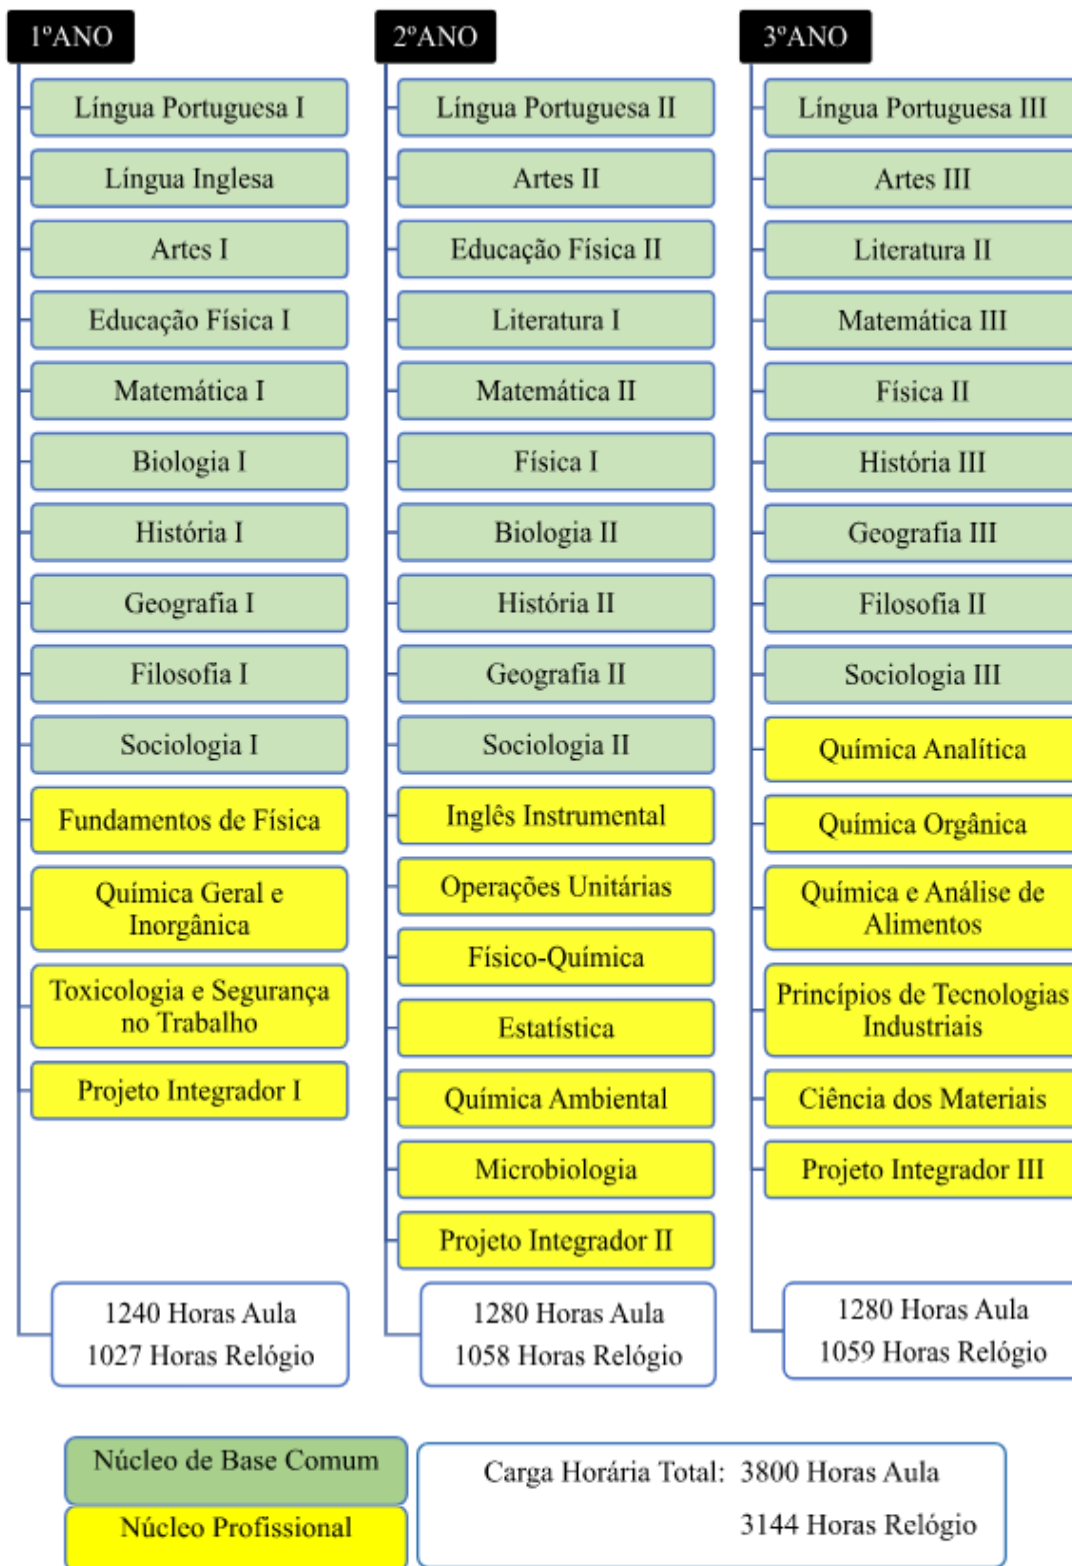 1ºANO
Língua Portuguesa I
Língua Inglesa
Artes I
Educação Física I
Matemática I
Biologia I
História I
Geografia I
Filosofia I
Sociologia I
Fundamentos de Física
Química Geral e
Inorgânica
Toxicologia e Segurança
no Trabalho
Projeto Integrador I
1240 Horas Aula
1027 Horas Relógio
2ºANO
Língua Portuguesa II
Artes II
Educação Física II
Literatura I
Matemática II
Física I
Biologia II
História II
Geografia II
Sociologia II
Inglês Instrumental
Operações Unitárias
Físico-Química
Estatística
Química Ambiental
Microbiologia
Projeto Integrador II
1280 Horas Aula
1058 Horas Relógio
3ºANO
Língua Portuguesa III
Artes III
Literatura II
Matemática III
Física II
História III
Geografia III
Filosofia II
Sociologia III
Química Analítica
Química Orgânica
Química e Análise de
Alimentos
Princípios de Tecnologias
Industriais
Ciência dos Materiais
Projeto Integrador III
1280 Horas Aula
1059 Horas Relógio
Núcleo de Base Comum
Núcleo Profissional
Carga Horária Total: 3800 Horas Aula
3144 Horas Relógio